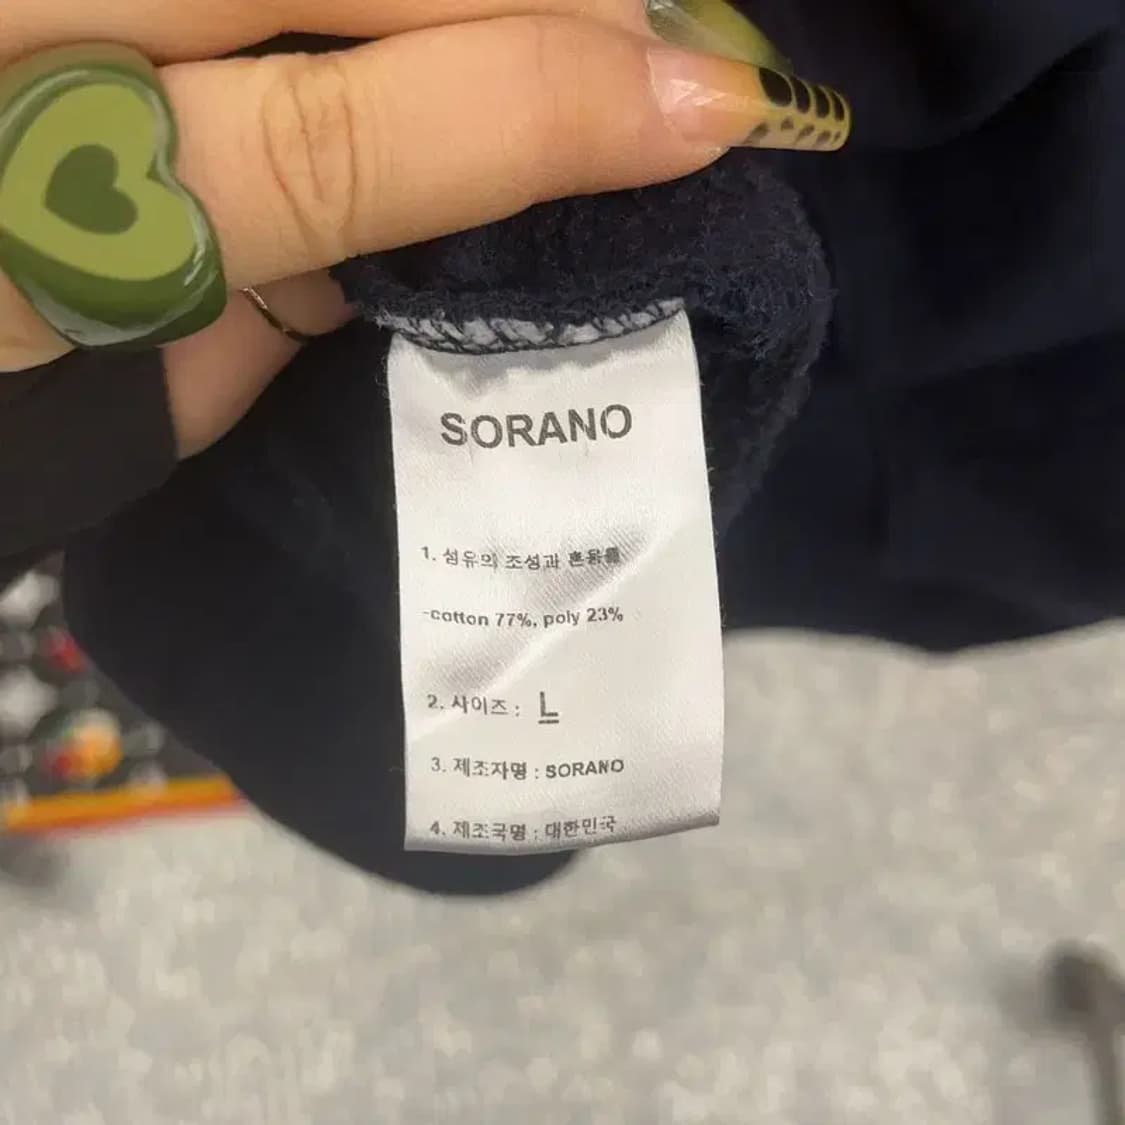 SORANO
1. 섬유의 조성과 혼용률
-cotton 77%, poly 23%
2. 사이즈 : L
3. 제조자명 : SORANO
4. 제조국명 : 대한민국